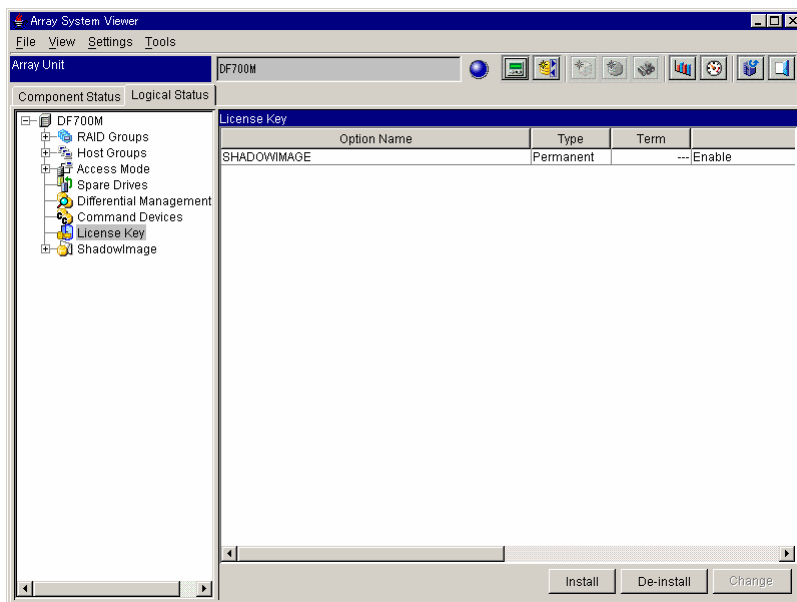 Array System Viewer
File View Settings Tools
Array Unit
DF700M
Component Status Logical Status
DF700M
RAID Groups
Host Groups
Access Mode
Spare Drives
Differential Management
Command Devices
License Key
ShadowImage
License Key
Option Name Type Term
SHADOWIMAGE Permanent --- Enable
Install De-install Change